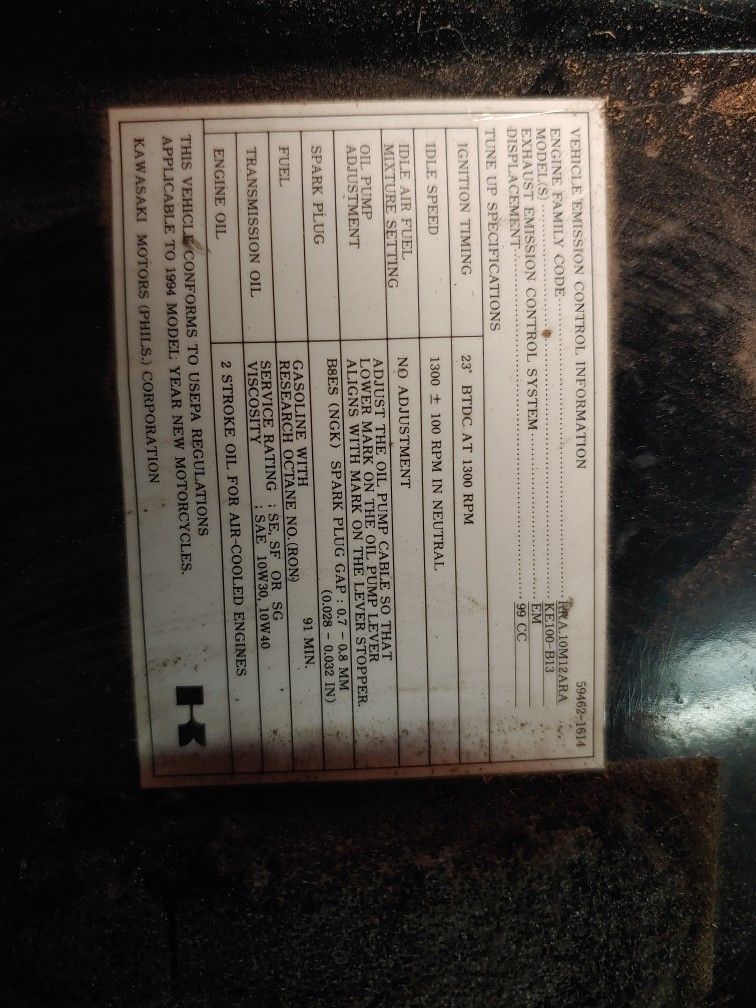 59462-1614
VEHICLE EMISSION CONTROL INFORMATION
ENGINE FAMILY CODE
MODEL(S) KE100-B13
EXHAUST EMISSION CONTROL SYSTEM EM
DISPLACEMENT 99 CC
TUNE UP SPECIFICATIONS
IGNITION TIMING 23° BTDC AT 1300 RPM
IDLE SPEED 1300 ± 100 RPM IN NEUTRAL
IDLE AIR FUEL
MIXTURE SETTING NO ADJUSTMENT
OIL PUMP
ADJUSTMENT
ADJUST THE OIL PUMP CABLE SO THAT
LOWER MARK ON THE OIL PUMP LEVER
ALIGNS WITH MARK ON THE LEVER STOPPER.
SPARK PLUG B8ES (NGK) SPARK PLUG GAP : 0.7 - 0.8 MM
(0.028 - 0.032 IN)
FUEL
GASOLINE WITH
RESEARCH OCTANE NO.(RON) 91 MIN.
TRANSMISSION OIL
SERVICE RATING : SE, SF OR SG
VISCOSITY : SAE 10W30, 10W40
ENGINE OIL 2 STROKE OIL FOR AIR-COOLED ENGINES
THIS VEHICLE CONFORMS TO USEPA REGULATIONS
APPLICABLE TO 1994 MODEL YEAR NEW MOTORCYCLES.
KAWASAKI MOTORS (PHILS.) CORPORATION